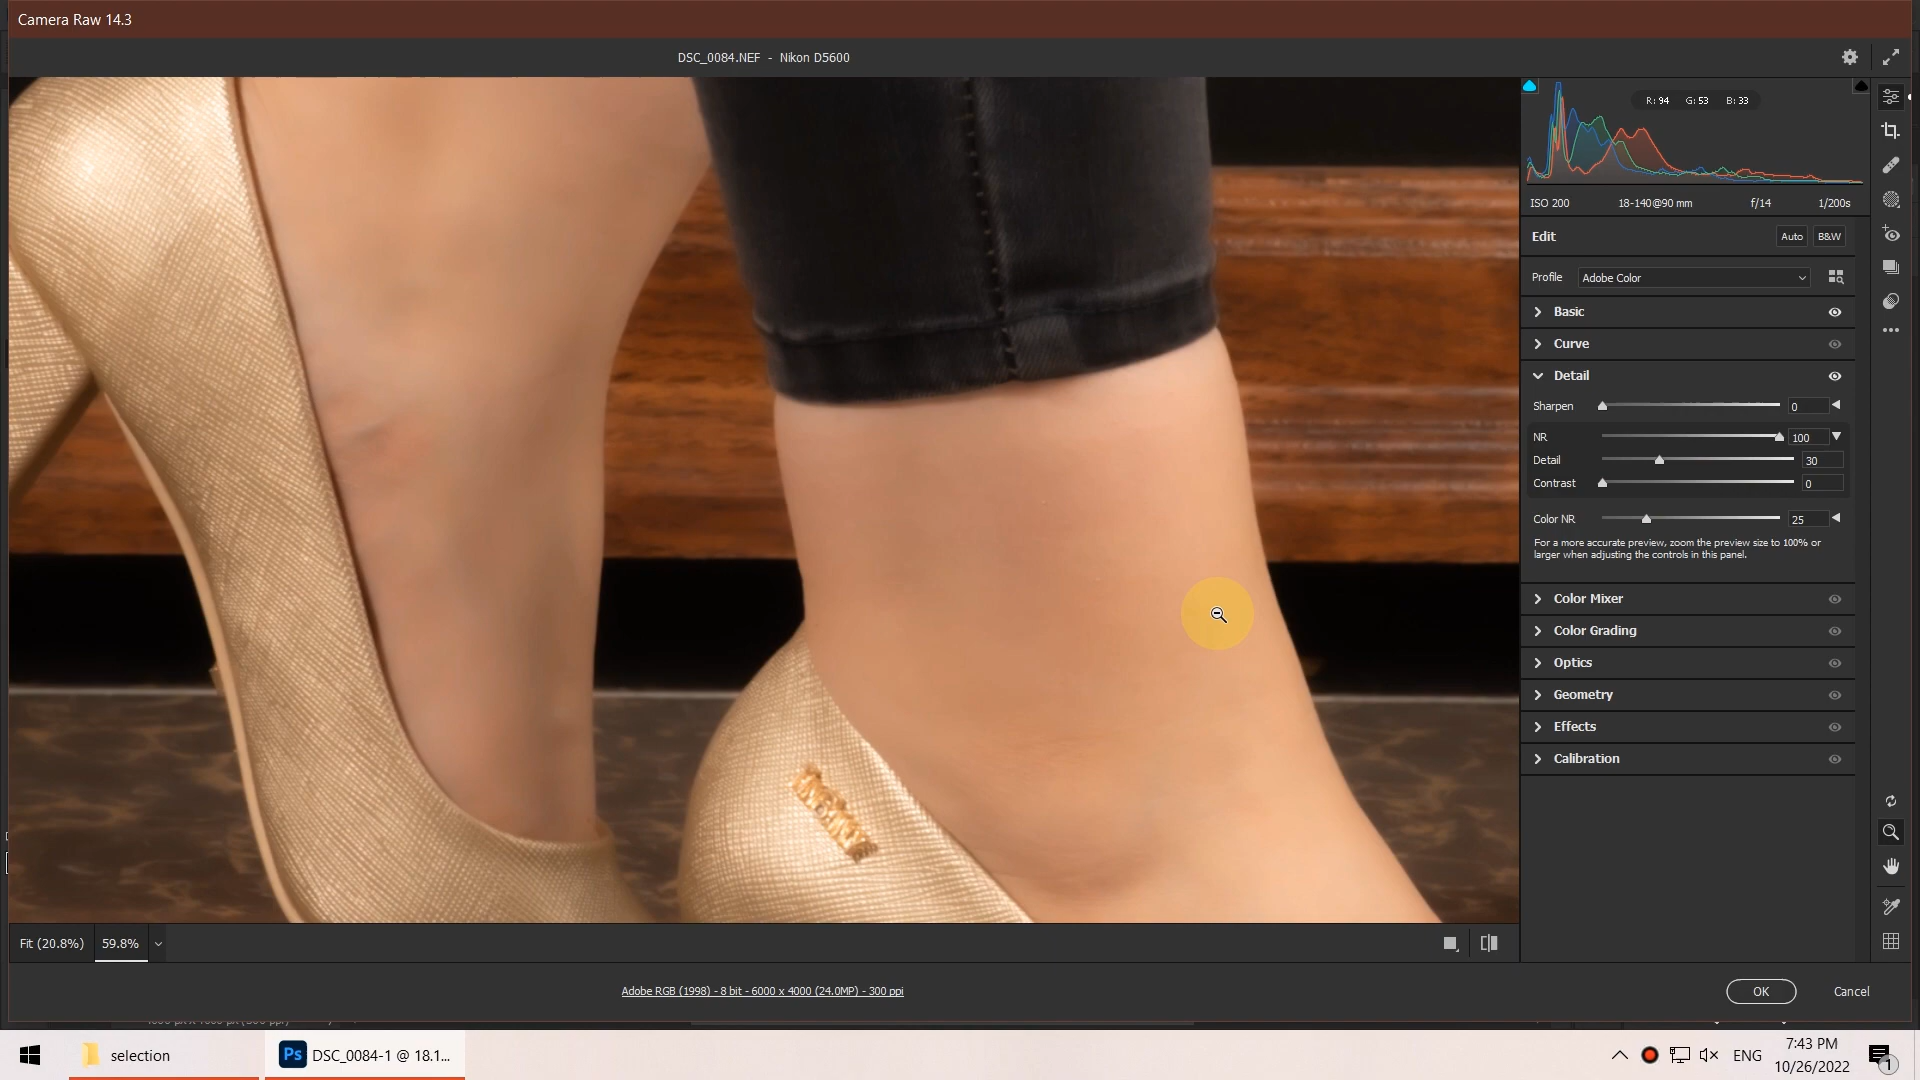 Camera Raw 14.3
DSC_0084.NEF - Nikon D5600
R: 94 G: 53 B: 33
ISO 200 18-140@90 mm f/14 1/200s
Edit Auto B&W
Profile Adobe Color
Basic
Curve
Detail
Sharpen 0
NR 100
Detail 30
Contrast 0
Color NR 25
For a more accurate preview, zoom the preview size to 100% or
larger when adjusting the controls in this panel.
Color Mixer
Color Grading
Optics
Geometry
Effects
Calibration
Fit (20.8%) 59.8%
Adobe RGB (1998) - 8 bit - 6000 x 4000 (24.0MP) - 300 ppi
OK Cancel
selection
Ps DSC_0084-1 @ 18.1...
ENG
7:43 PM
10/26/2022
1